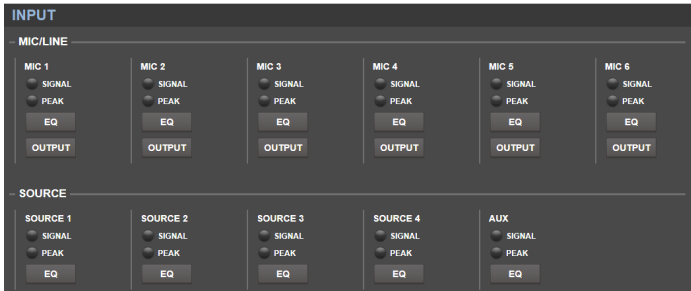 INPUT
MIC/LINE
MIC 1 MIC 2 MIC 3 MIC 4 MIC 5 MIC 6
SIGNAL SIGNAL SIGNAL SIGNAL SIGNAL SIGNAL
PEAK PEAK PEAK PEAK PEAK PEAK
EQ EQ EQ EQ EQ EQ
OUTPUT OUTPUT OUTPUT OUTPUT OUTPUT OUTPUT
SOURCE
SOURCE 1 SOURCE 2 SOURCE 3 SOURCE 4 AUX
SIGNAL SIGNAL SIGNAL SIGNAL SIGNAL
PEAK PEAK PEAK PEAK PEAK
EQ EQ EQ EQ EQ